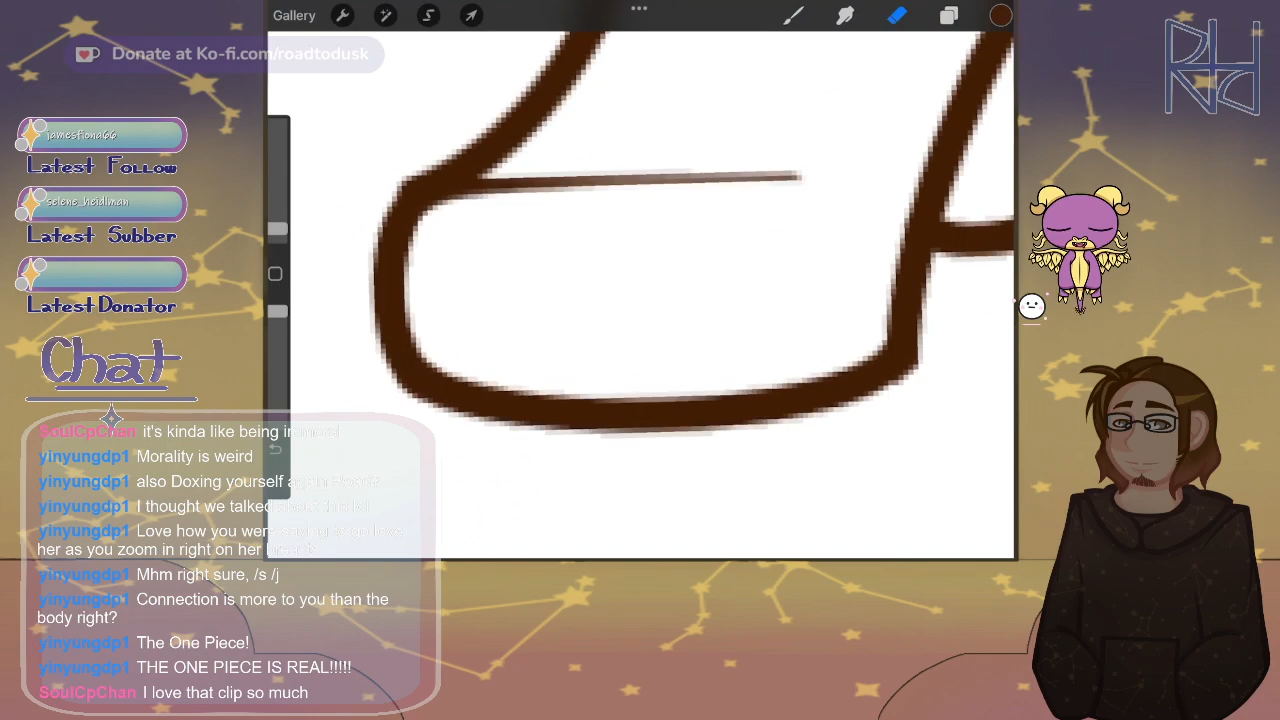 Gallery
Donate at Ko-fi.com/roadtodusk
RtD
jamesfiona66
Latest Follow
selene_heidlman
Latest Subber
Latest Donator
Chat
SoulCpChan it's kinda like being
yinyungdp1 Morality is weird
yinyungdp1 also Doxing yourself
yinyungdp1 I thought we talked
yinyungdp1 Love how you were
her as you zoom in right on her
yinyungdp1 Mhm right sure, /s /j
yinyungdp1 Connection is more to you than the
body right?
yinyungdp1 The One Piece!
yinyungdp1 THE ONE PIECE IS REAL!!!!!
SoulCpChan I love that clip so much